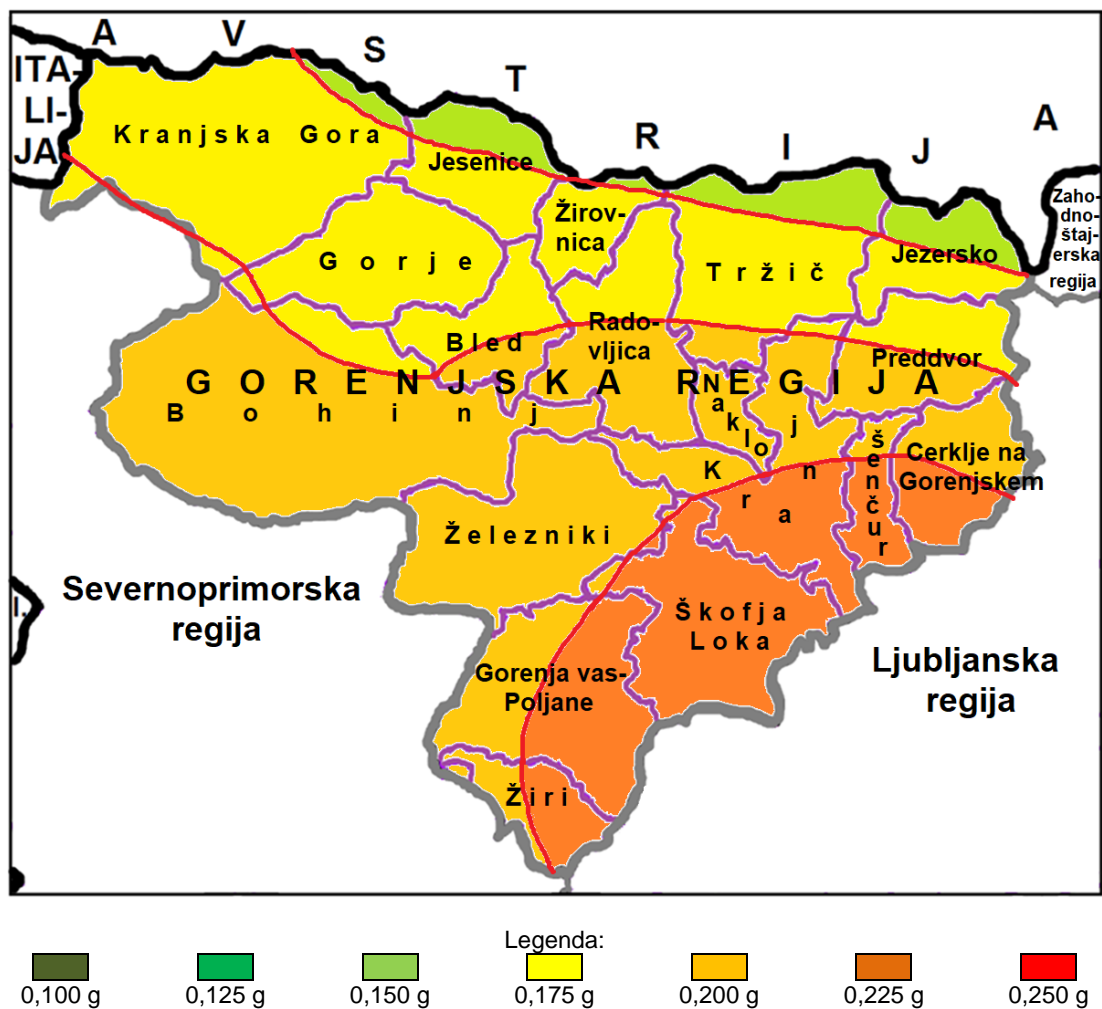 A V S T R I J A
ITA-
LI-
JA
Kranjska Gora
Jesenice
Žirov-
nica
Gorje
Tržič
Jezersko
Zaho-
dno-
štaj-
erska
regija
Bled
Rado-
vljica
Preddvor
GORENJSKA REGIJA
Bohinj
Naklo
Kranj
Šenčur
Cerklje na
Gorenjskem
Železniki
Škofja
Loka
Severnoprimorska
regija
I.
Gorenja vas-
Poljane
Ljubljanska
regija
Žiri
Legenda:
0,100 g 0,125 g 0,150 g 0,175 g 0,200 g 0,225 g 0,250 g